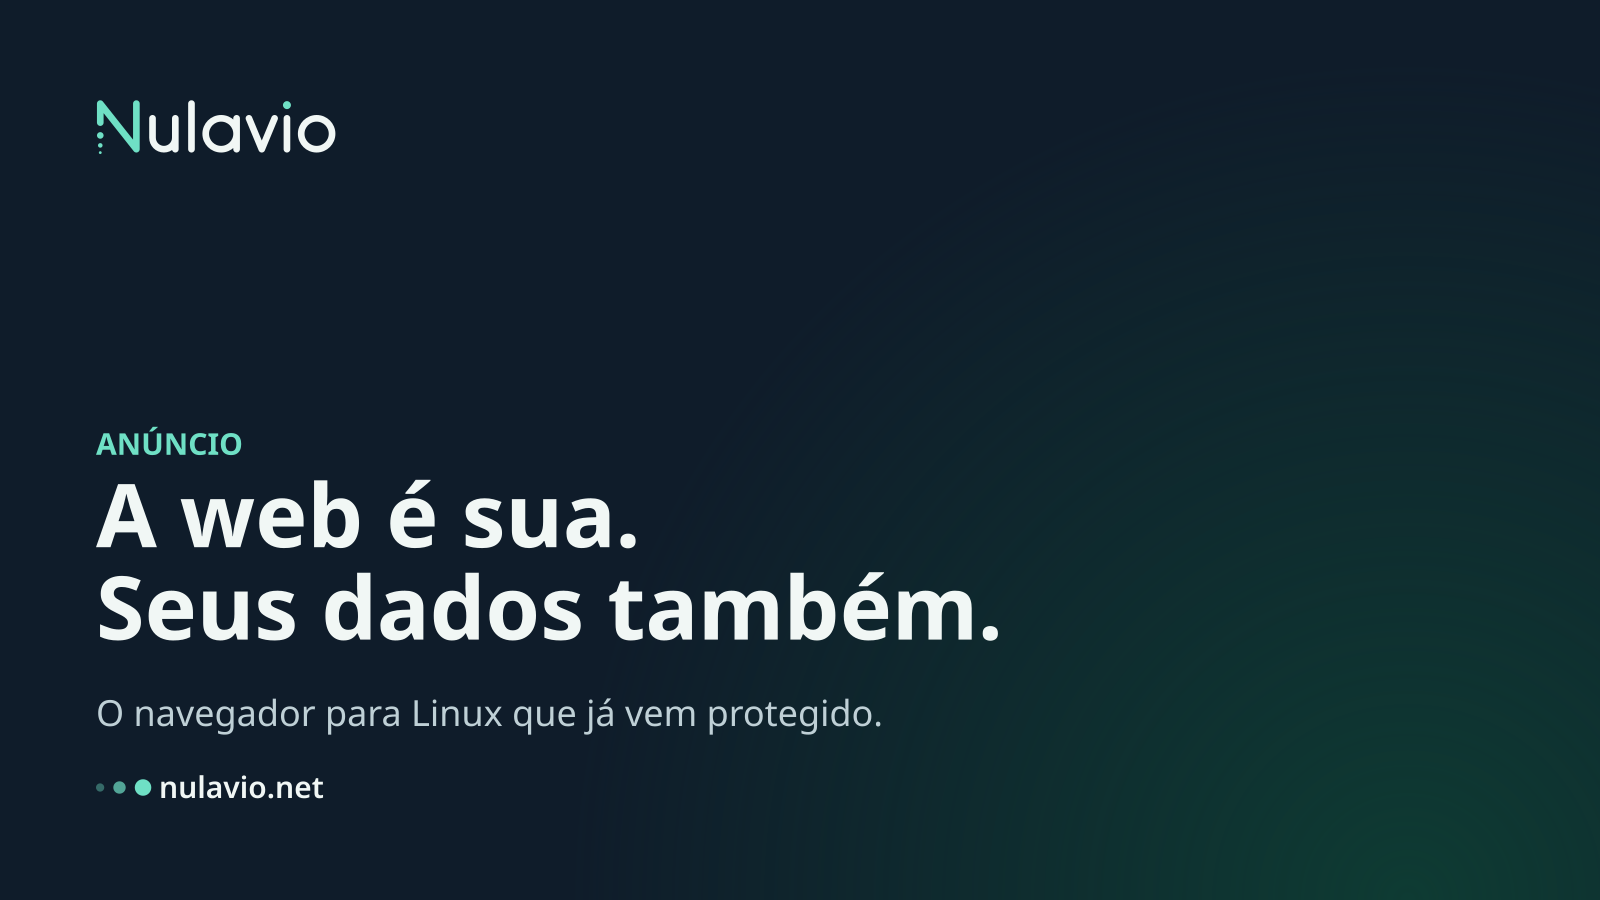 Nulavio
ANÚNCIO
A web é sua.
Seus dados também.
O navegador para Linux que já vem protegido.
nulavio.net